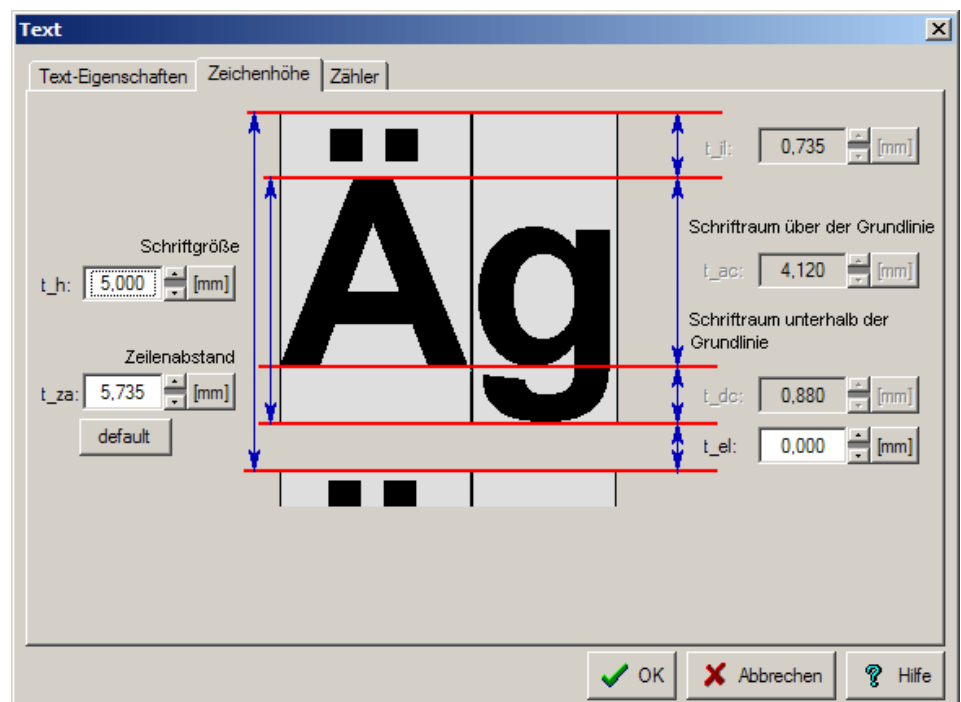 Text
Text-Eigenschaften Zeichenhöhe Zähler
t_il: 0,735 [mm]
Äg
Schriftraum über der Grundlinie
Schriftgröße
t_h: 5,000 [mm]
t_ac: 4,120 [mm]
Schriftraum unterhalb der
Grundlinie
Zeilenabstand
t_za: 5,735 [mm]
t_dc: 0,880 [mm]
default
t_el: 0,000 [mm]
OK Abbrechen Hilfe